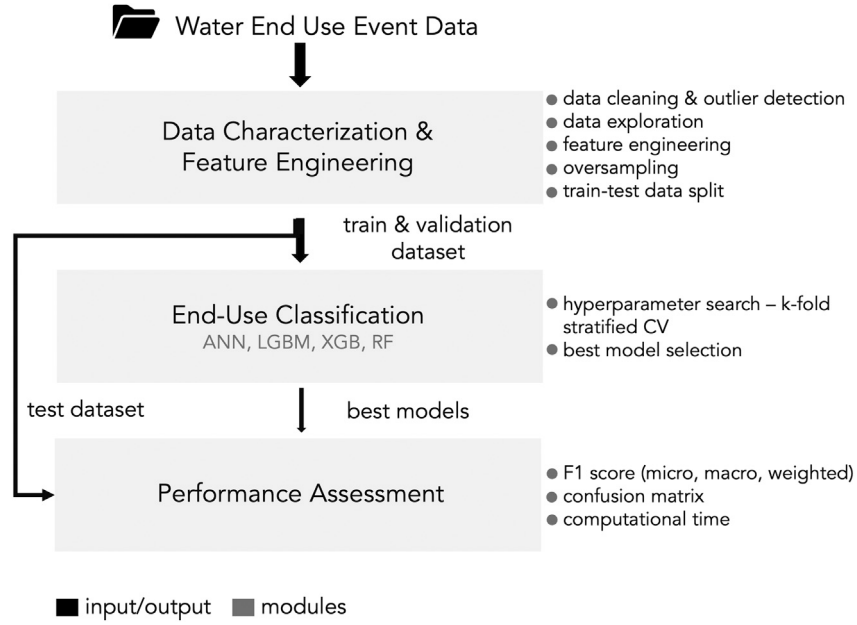 Water End Use Event Data
Data Characterization &
Feature Engineering
● data cleaning & outlier detection
● data exploration
● feature engineering
● oversampling
● train-test data split
train & validation
dataset
End-Use Classification
ANN, LGBM, XGB, RF
● hyperparameter search – k-fold
stratified CV
● best model selection
test dataset
best models
Performance Assessment
● F1 score (micro, macro, weighted)
● confusion matrix
● computational time
input/output
modules